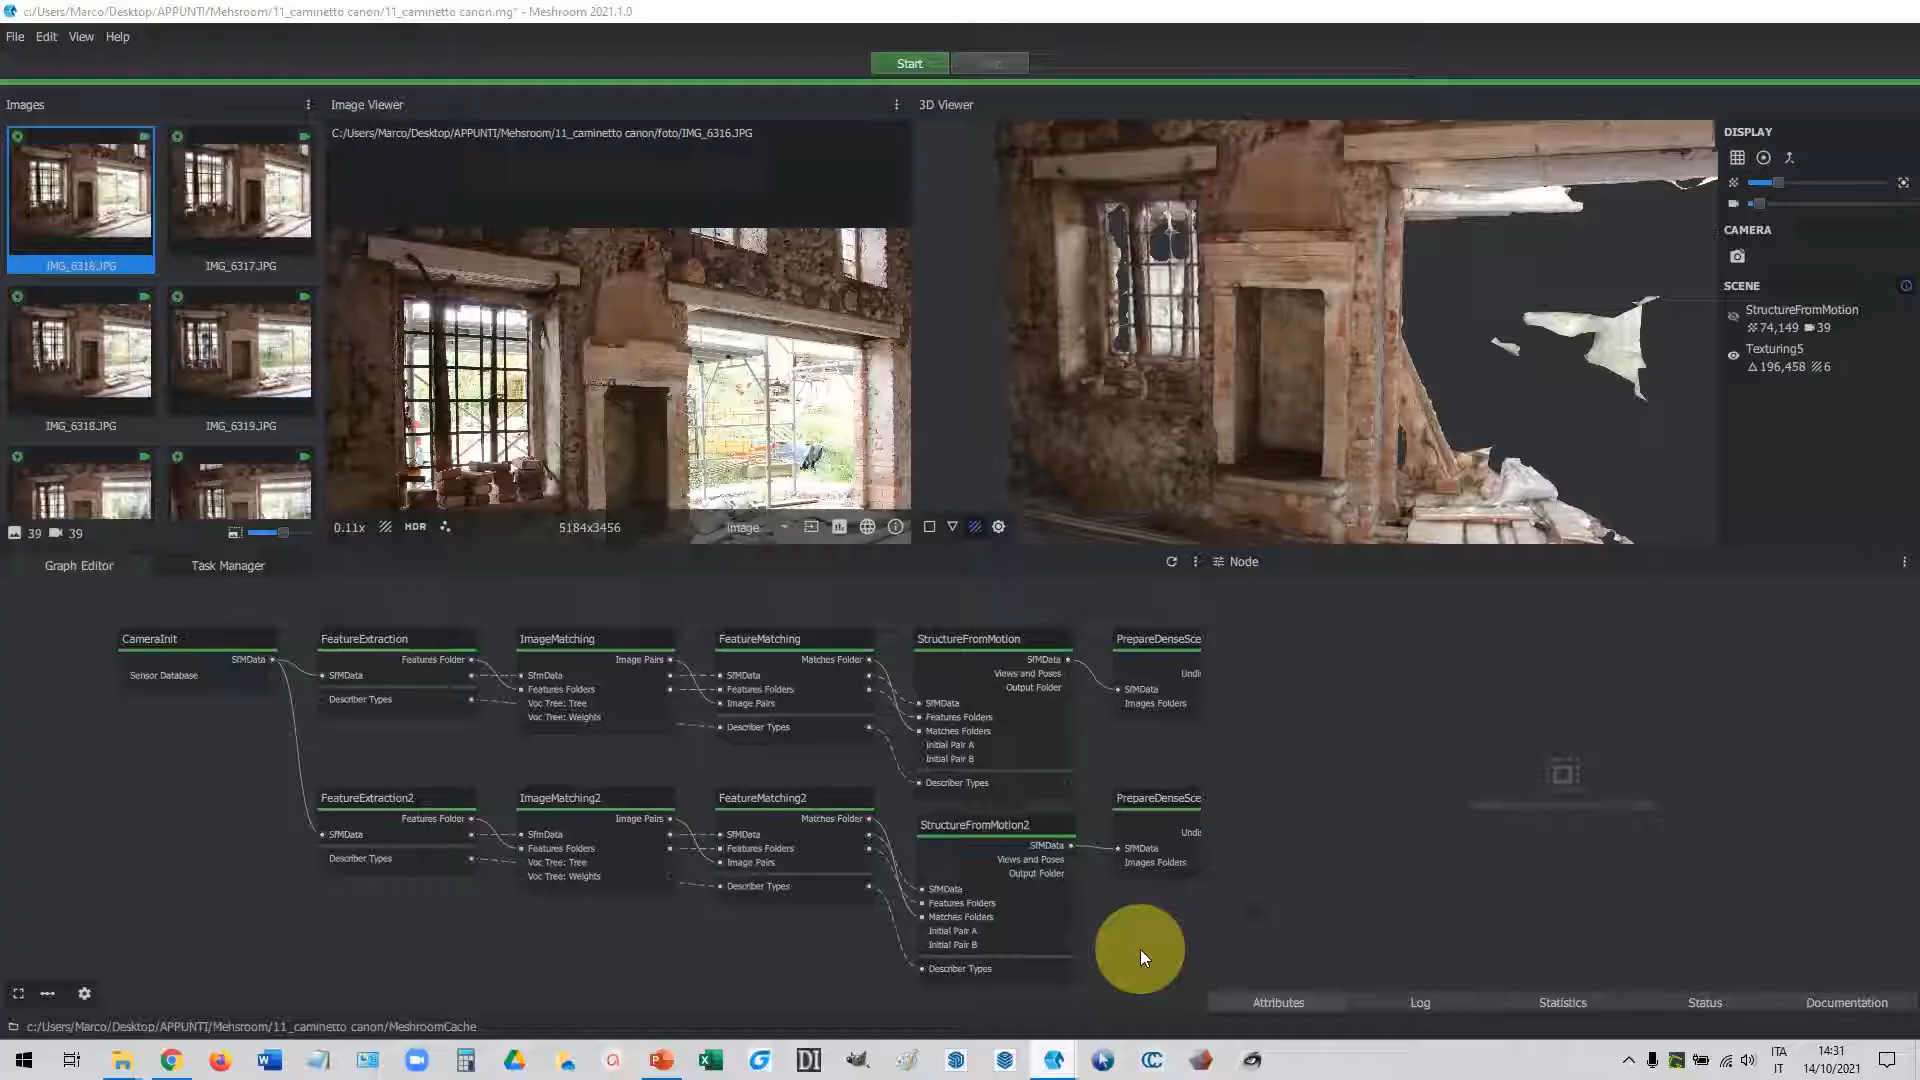 c:/Users/Marco/Desktop/APPUNTI/Mehsroom/11_caminetto canon/11_caminetto canon.mg* - Meshroom 2021.1.0
File Edit View Help
Start
Images
Image Viewer
3D Viewer
C:/Users/Marco/Desktop/APPUNTI/Mehsroom/11_caminetto canon/foto/IMG_6316.JPG
DISPLAY
CAMERA
SCENE
StructureFromMotion
74,149 39
Texturing5
196,458 6
IMG_6316.JPG
IMG_6317.JPG
IMG_6318.JPG
IMG_6319.JPG
39 39
0.11x HDR 5184x3456 Image
Graph Editor
Task Manager
Node
CameraInit
SfMData
Sensor Database
FeatureExtraction
Features Folder
SfMData
Describer Types
ImageMatching
Image Pairs
SfmData
Features Folders
Voc Tree: Tree
Voc Tree: Weights
FeatureMatching
Matches Folder
SfMData
Features Folders
Image Pairs
Describer Types
StructureFromMotion
SfMData
Views and Poses
Output Folder
SfMData
Features Folders
Matches Folders
Initial Pair A
Initial Pair B
Describer Types
PrepareDenseSce
Undi
SfMData
Images Folders
FeatureExtraction2
Features Folder
SfMData
Describer Types
ImageMatching2
Image Pairs
SfmData
Features Folders
Voc Tree: Tree
Voc Tree: Weights
FeatureMatching2
Matches Folder
SfMData
Features Folders
Image Pairs
Describer Types
StructureFromMotion2
SfMData
Views and Poses
Output Folder
SfMData
Features Folders
Matches Folders
Initial Pair A
Initial Pair B
Describer Types
PrepareDenseSce
Undis
SfMData
Images Folders
Attributes
Log
Statistics
Status
Documentation
c:/Users/Marco/Desktop/APPUNTI/Mehsroom/11_caminetto canon/MeshroomCache
ITA
IT
14:31
14/10/2021